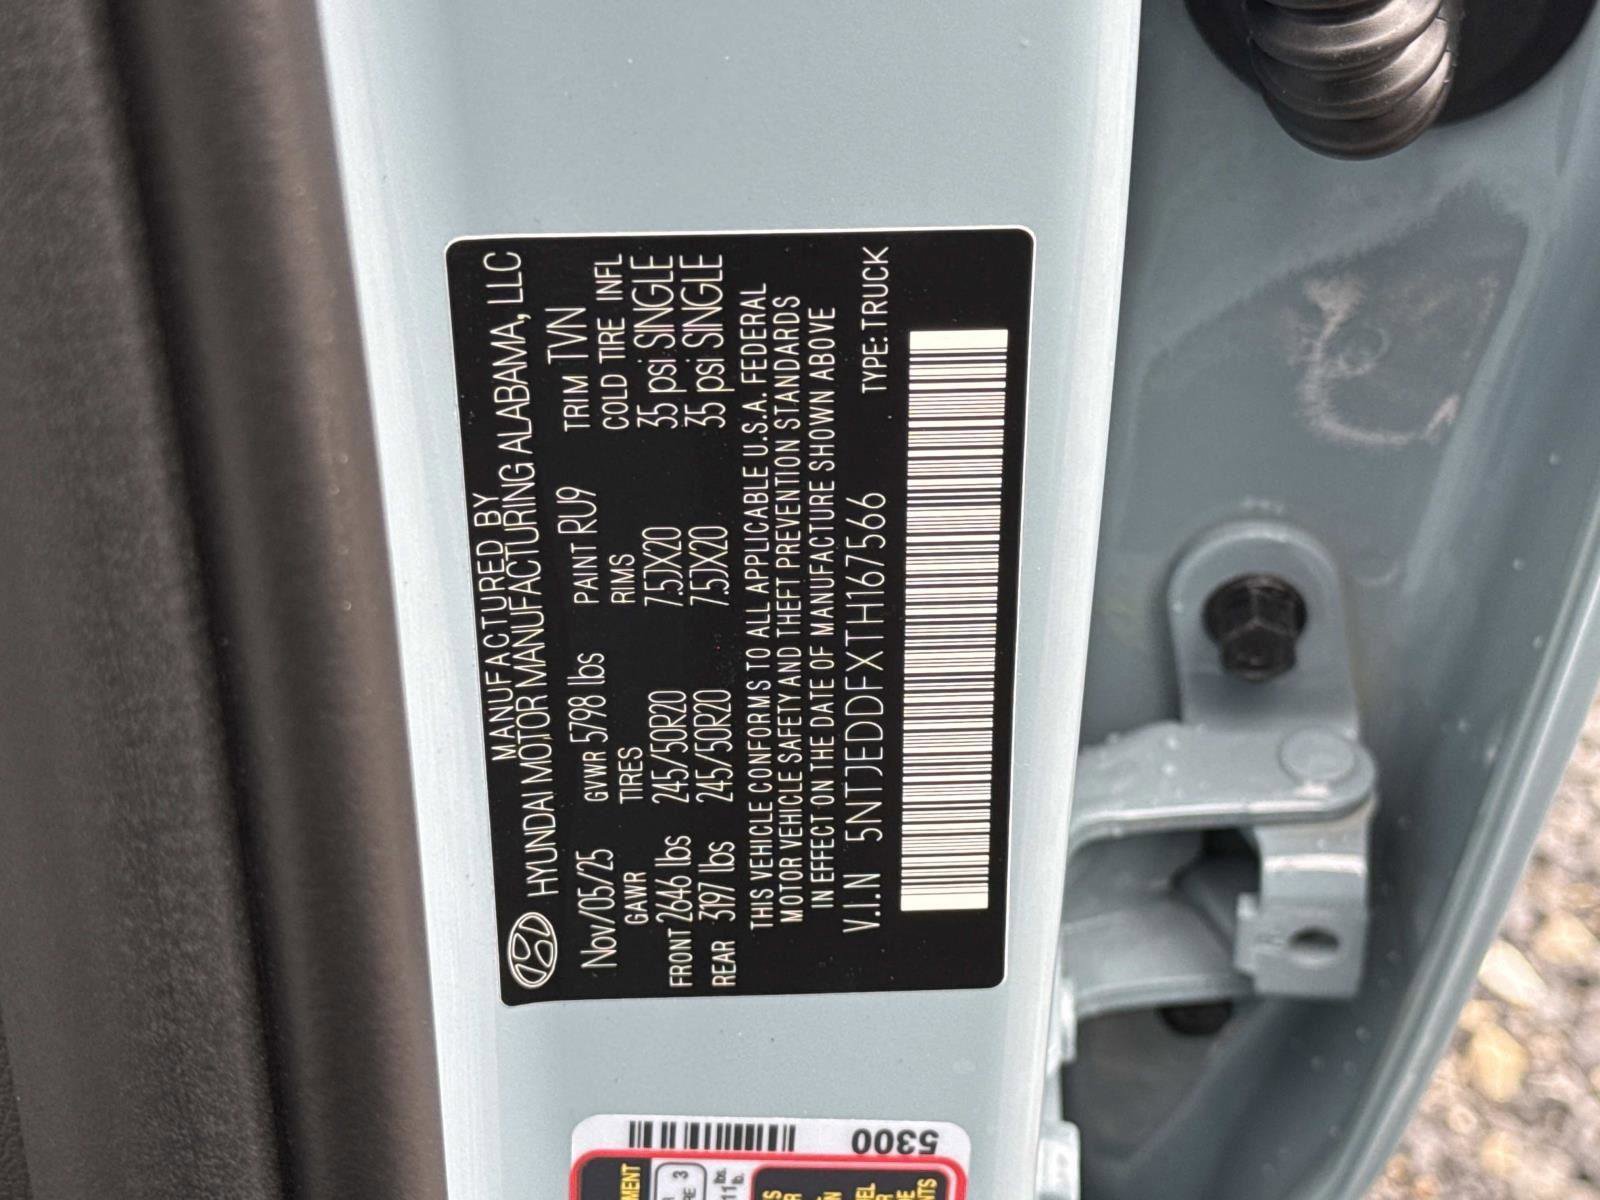 MANUFACTURED BY
HYUNDAI MOTOR MANUFACTURING ALABAMA, LLC
Nov/05/25 GVWR 5798 lbs PAINT RU9 TRIM TVN
GAWR TIRES RIMS COLD TIRE INFL
FRONT 2646 lbs 245/50R20 7.5JX20 35 psi SINGLE
REAR 3197 lbs 245/50R20 7.5JX20 35 psi SINGLE
THIS VEHICLE CONFORMS TO ALL APPLICABLE U.S.A. FEDERAL
MOTOR VEHICLE SAFETY AND THEFT PREVENTION STANDARDS
IN EFFECT ON THE DATE OF MANUFACTURE SHOWN ABOVE
V.I.N 5NTJEDDFXTH167566 TYPE: TRUCK
5300